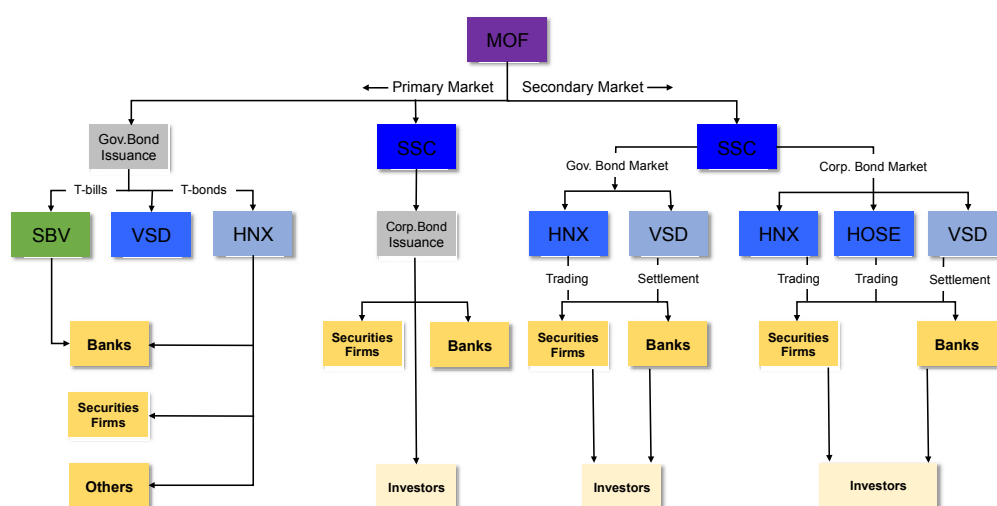 MOF
Primary Market
Secondary Market
Gov.Bond
Issuance
SSC
SSC
Gov. Bond Market
Corp. Bond Market
T-bills
T-bonds
SBV
VSD
HNX
Corp.Bond
Issuance
HNX
VSD
HNX
HOSE
VSD
Trading
Settlement
Trading
Trading
Settlement
Banks
Securities
Firms
Banks
Securities
Firms
Banks
Securities
Firms
Banks
Securities
Firms
Others
Investors
Investors
Investors